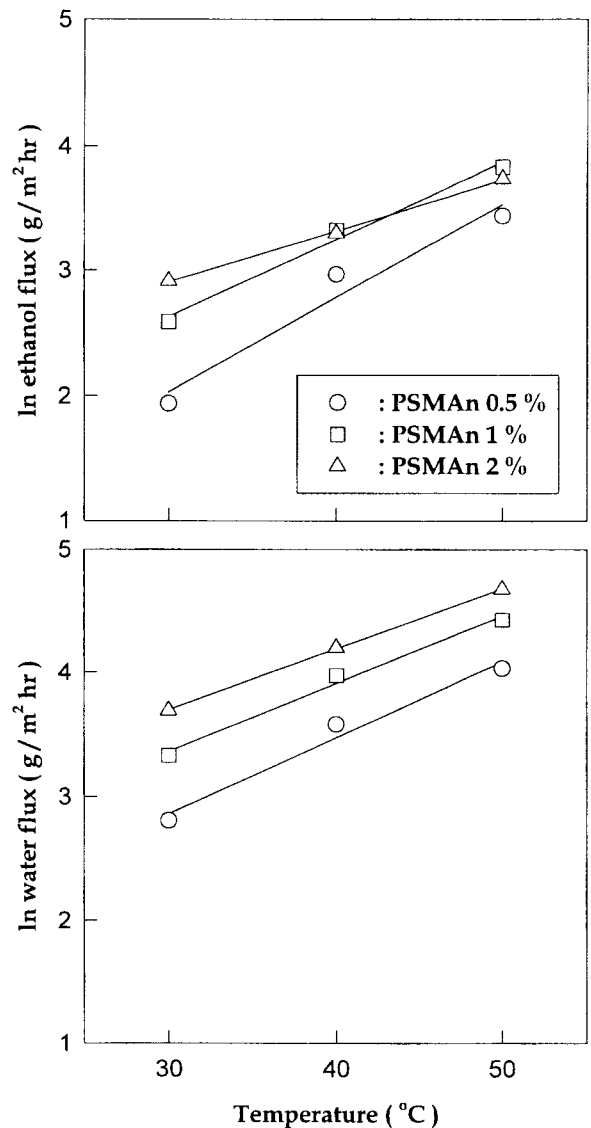 5
4
3
2
1
ln ethanol flux ( g / m² hr )
○ : PSMAn 0.5 %
□ : PSMAn 1 %
△ : PSMAn 2 %
5
4
3
2
1
ln water flux ( g / m² hr )
30 40 50
Temperature ( °C )